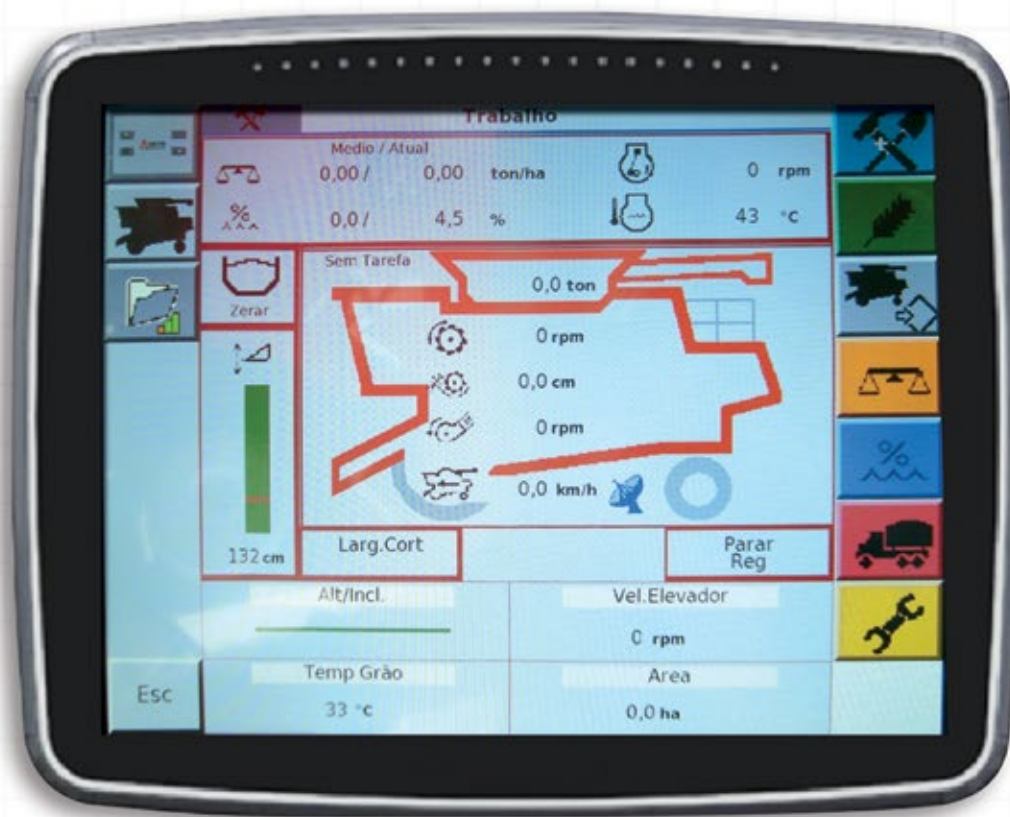 Trabalho
Medio / Atual
0,00 / 0,00 ton/ha 0 rpm
% 0,0 / 4,5 % 43 °C
Sem Tarefa
0,0 ton
Zerar
0 rpm
0,0 cm
%
0 rpm
0,0 km/h
132 cm
Larg.Cort
Parar
Reg
Alt/Incl.
Vel.Elevador
0 rpm
Esc
Temp Grão
Area
33 °C
0,0 ha